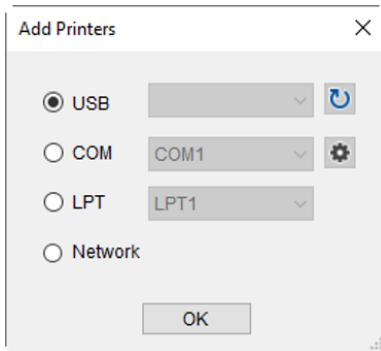 Add Printers
USB
COM COM1
LPT LPT1
Network
OK